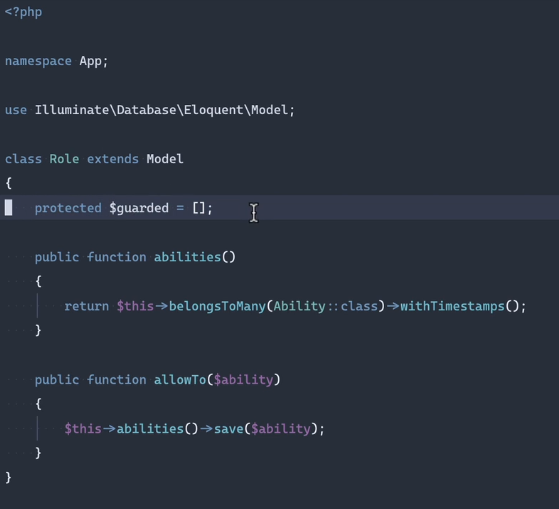 <?php
namespace App;
use Illuminate\Database\Eloquent\Model;
class Role extends Model
{
protected $guarded = [];
public function abilities()
{
return $this->belongsToMany(Ability::class)->withTimestamps();
}
public function allowTo($ability)
{
$this->abilities()->save($ability);
}
}